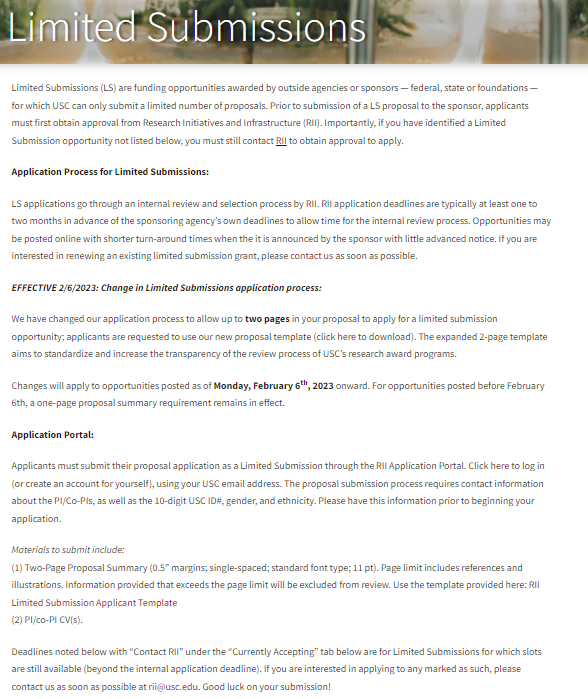 Limited Submissions
Limited Submissions (LS) are funding opportunities awarded by outside agencies or sponsors — federal, state or foundations —
for which USC can only submit a limited number of proposals. Prior to submission of a LS proposal to the sponsor, applicants
must first obtain approval from Research Initiatives and Infrastructure (RII). Importantly, if you have identified a Limited
Submission opportunity not listed below, you must still contact RII to obtain approval to apply.
Application Process for Limited Submissions:
LS applications go through an internal review and selection process by RII. RII application deadlines are typically at least one to
two months in advance of the sponsoring agency's own deadlines to allow time for the internal review process. Opportunities may
be posted online with shorter turn-around times when the it is announced by the sponsor with little advanced notice. If you are
interested in renewing an existing limited submission grant, please contact us as soon as possible.
EFFECTIVE 2/6/2023: Change in Limited Submissions application process:
We have changed our application process to allow up to two pages in your proposal to apply for a limited submission
opportunity; applicants are requested to use our new proposal template (click here to download). The expanded 2-page template
aims to standardize and increase the transparency of the review process of USC's research award programs.
Changes will apply to opportunities posted as of Monday, February 6th, 2023 onward. For opportunities posted before February
6th, a one-page proposal summary requirement remains in effect.
Application Portal:
Applicants must submit their proposal application as a Limited Submission through the RII Application Portal. Click here to log in
(or create an account for yourself), using your USC email address. The proposal submission process requires contact information
about the PI/Co-PIs, as well as the 10-digit USC ID#, gender, and ethnicity. Please have this information prior to beginning your
application.
Materials to submit include:
(1) Two-Page Proposal Summary (0.5" margins; single-spaced; standard font type; 11 pt). Page limit includes references and
illustrations. Information provided that exceeds the page limit will be excluded from review. Use the template provided here: RII
Limited Submission Applicant Template
(2) PI/co-PI CV(s).
Deadlines noted below with "Contact RII" under the "Currently Accepting" tab below are for Limited Submissions for which slots
are still available (beyond the internal application deadline). If you are interested in applying to any marked as such, please
contact us as soon as possible at rii@usc.edu. Good luck on your submission!